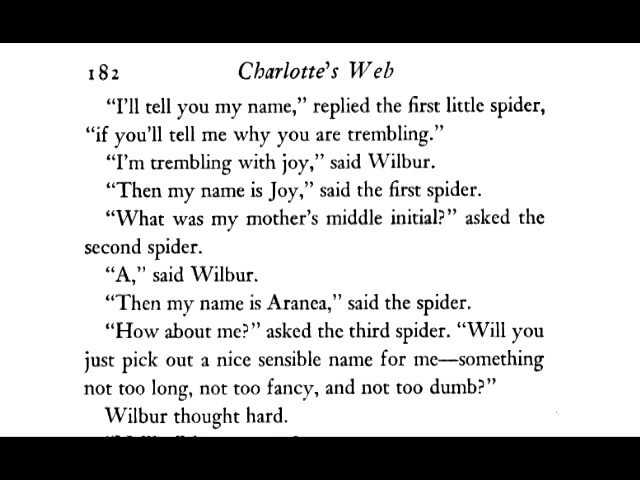 182 Charlotte's Web
“I'll tell you my name,” replied the first little spider,
“if you'll tell me why you are trembling.”
“I'm trembling with joy,” said Wilbur.
“Then my name is Joy,” said the first spider.
“What was my mother's middle initial?” asked the
second spider.
“A,” said Wilbur.
“Then my name is Aranea,” said the spider.
“How about me?” asked the third spider. “Will you
just pick out a nice sensible name for me—something
not too long, not too fancy, and not too dumb?”
Wilbur thought hard.